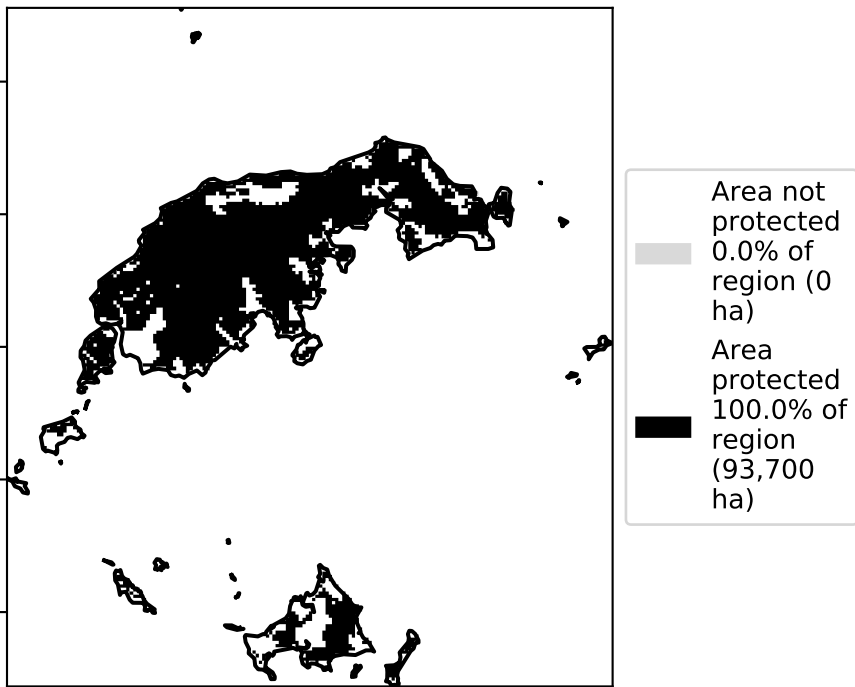 Area not
protected
0.0% of
region (0
ha)
Area
protected
100.0% of
region
(93,700
ha)